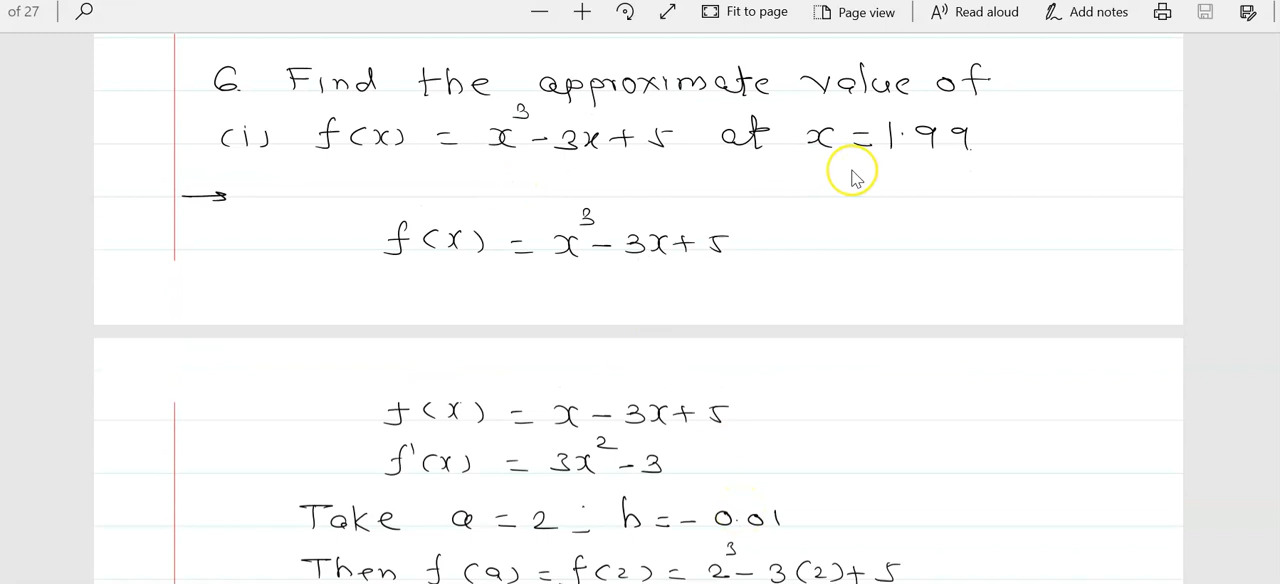 of 27 Fit to page Page view Read aloud Add notes
6. Find the approximate value of
(i) f(x) = x³ - 3x + 5 at x = 1.99
→
f(x) = x³ - 3x + 5
f(x) = x - 3x + 5
f'(x) = 3x² - 3
Take a = 2 ; h = - 0.01
Then f(a) = f(2) = 2³ - 3(2) + 5